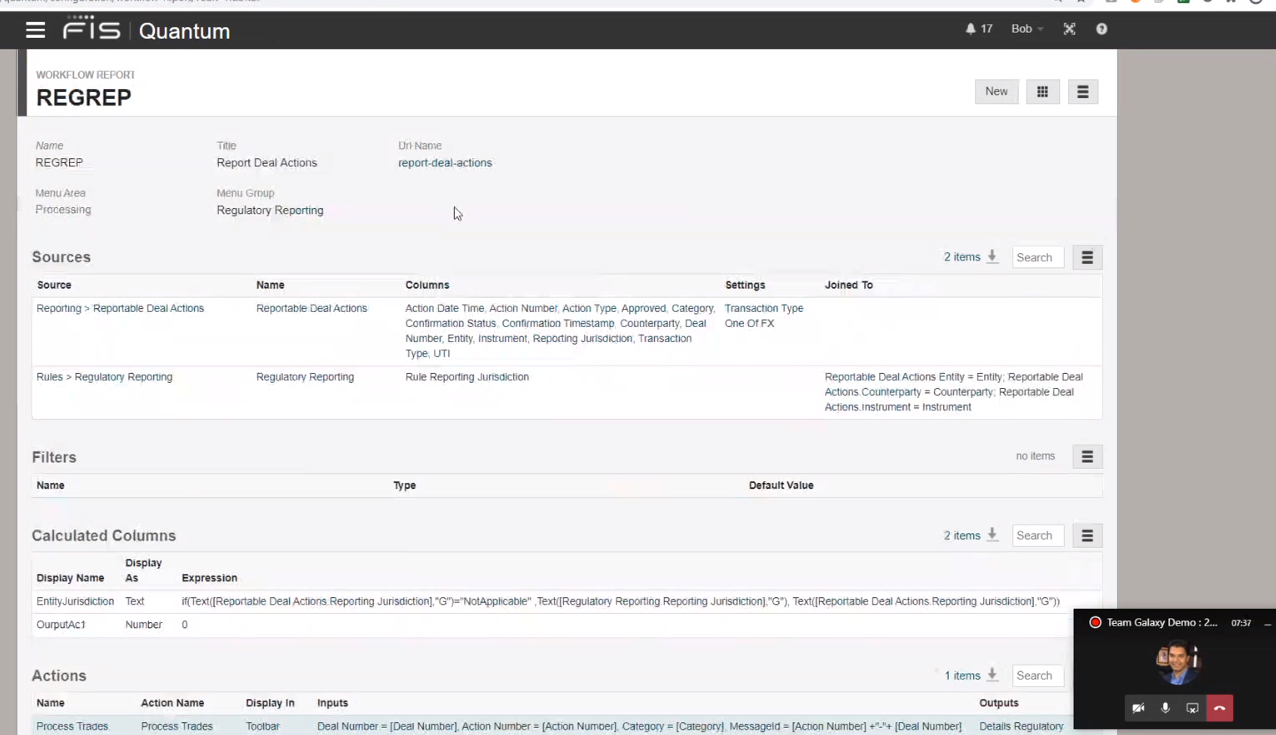 FIS Quantum 17 Bob
WORKFLOW REPORT
REGREP
New
Name Title Url Name
REGREP Report Deal Actions report-deal-actions
Menu Area Menu Group
Processing Regulatory Reporting
Sources 2 items Search
Source Name Columns Settings Joined To
Reporting > Reportable Deal Actions Reportable Deal Actions Action Date Time, Action Number, Action Type, Approved, Category, Transaction Type
Confirmation Status, Confirmation Timestamp, Counterparty, Deal One Of FX
Number, Entity, Instrument, Reporting Jurisdiction, Transaction
Type, UTI
Rules > Regulatory Reporting Regulatory Reporting Rule Reporting Jurisdiction Reportable Deal Actions Entity = Entity; Reportable Deal
Actions.Counterparty = Counterparty; Reportable Deal
Actions.Instrument = Instrument
Filters no items
Name Type Default Value
Calculated Columns 2 items Search
Display
Display Name As Expression
EntityJurisdiction Text if(Text([Reportable Deal Actions.Reporting Jurisdiction],"G")="NotApplicable" ,Text([Regulatory Reporting Reporting Jurisdiction],"G"), Text([Reportable Deal Actions.Reporting Jurisdiction],"G"))
OurputAc1 Number 0
Team Galaxy Demo : 2... 07:37
Actions 1 items Search
Name Action Name Display In Inputs Outputs
Process Trades Process Trades Toolbar Deal Number = [Deal Number], Action Number = [Action Number], Category = [Category], MessageId = [Action Number] +"-"+ [Deal Number] Details Regulatory